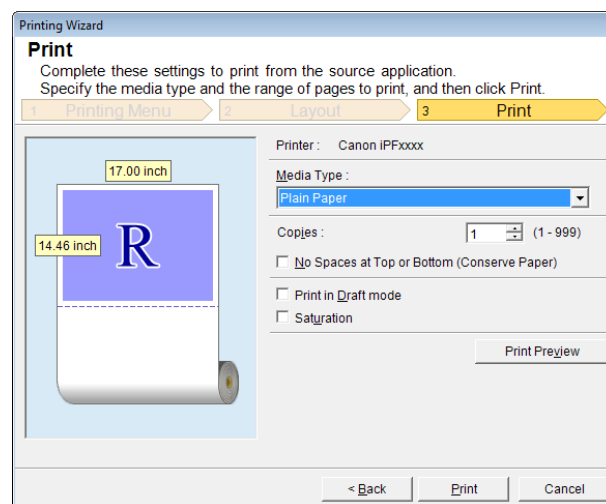 Printing Wizard
Print
Complete these settings to print from the source application.
Specify the media type and the range of pages to print, and then click Print.
1 Printing Menu 2 Layout 3 Print
Printer : Canon iPFxxxx
Media Type :
Plain Paper
17.00 inch
14.46 inch
R
Copies : 1 (1 - 999)
No Spaces at Top or Bottom (Conserve Paper)
Print in Draft mode
Saturation
Print Preview
< Back Print Cancel